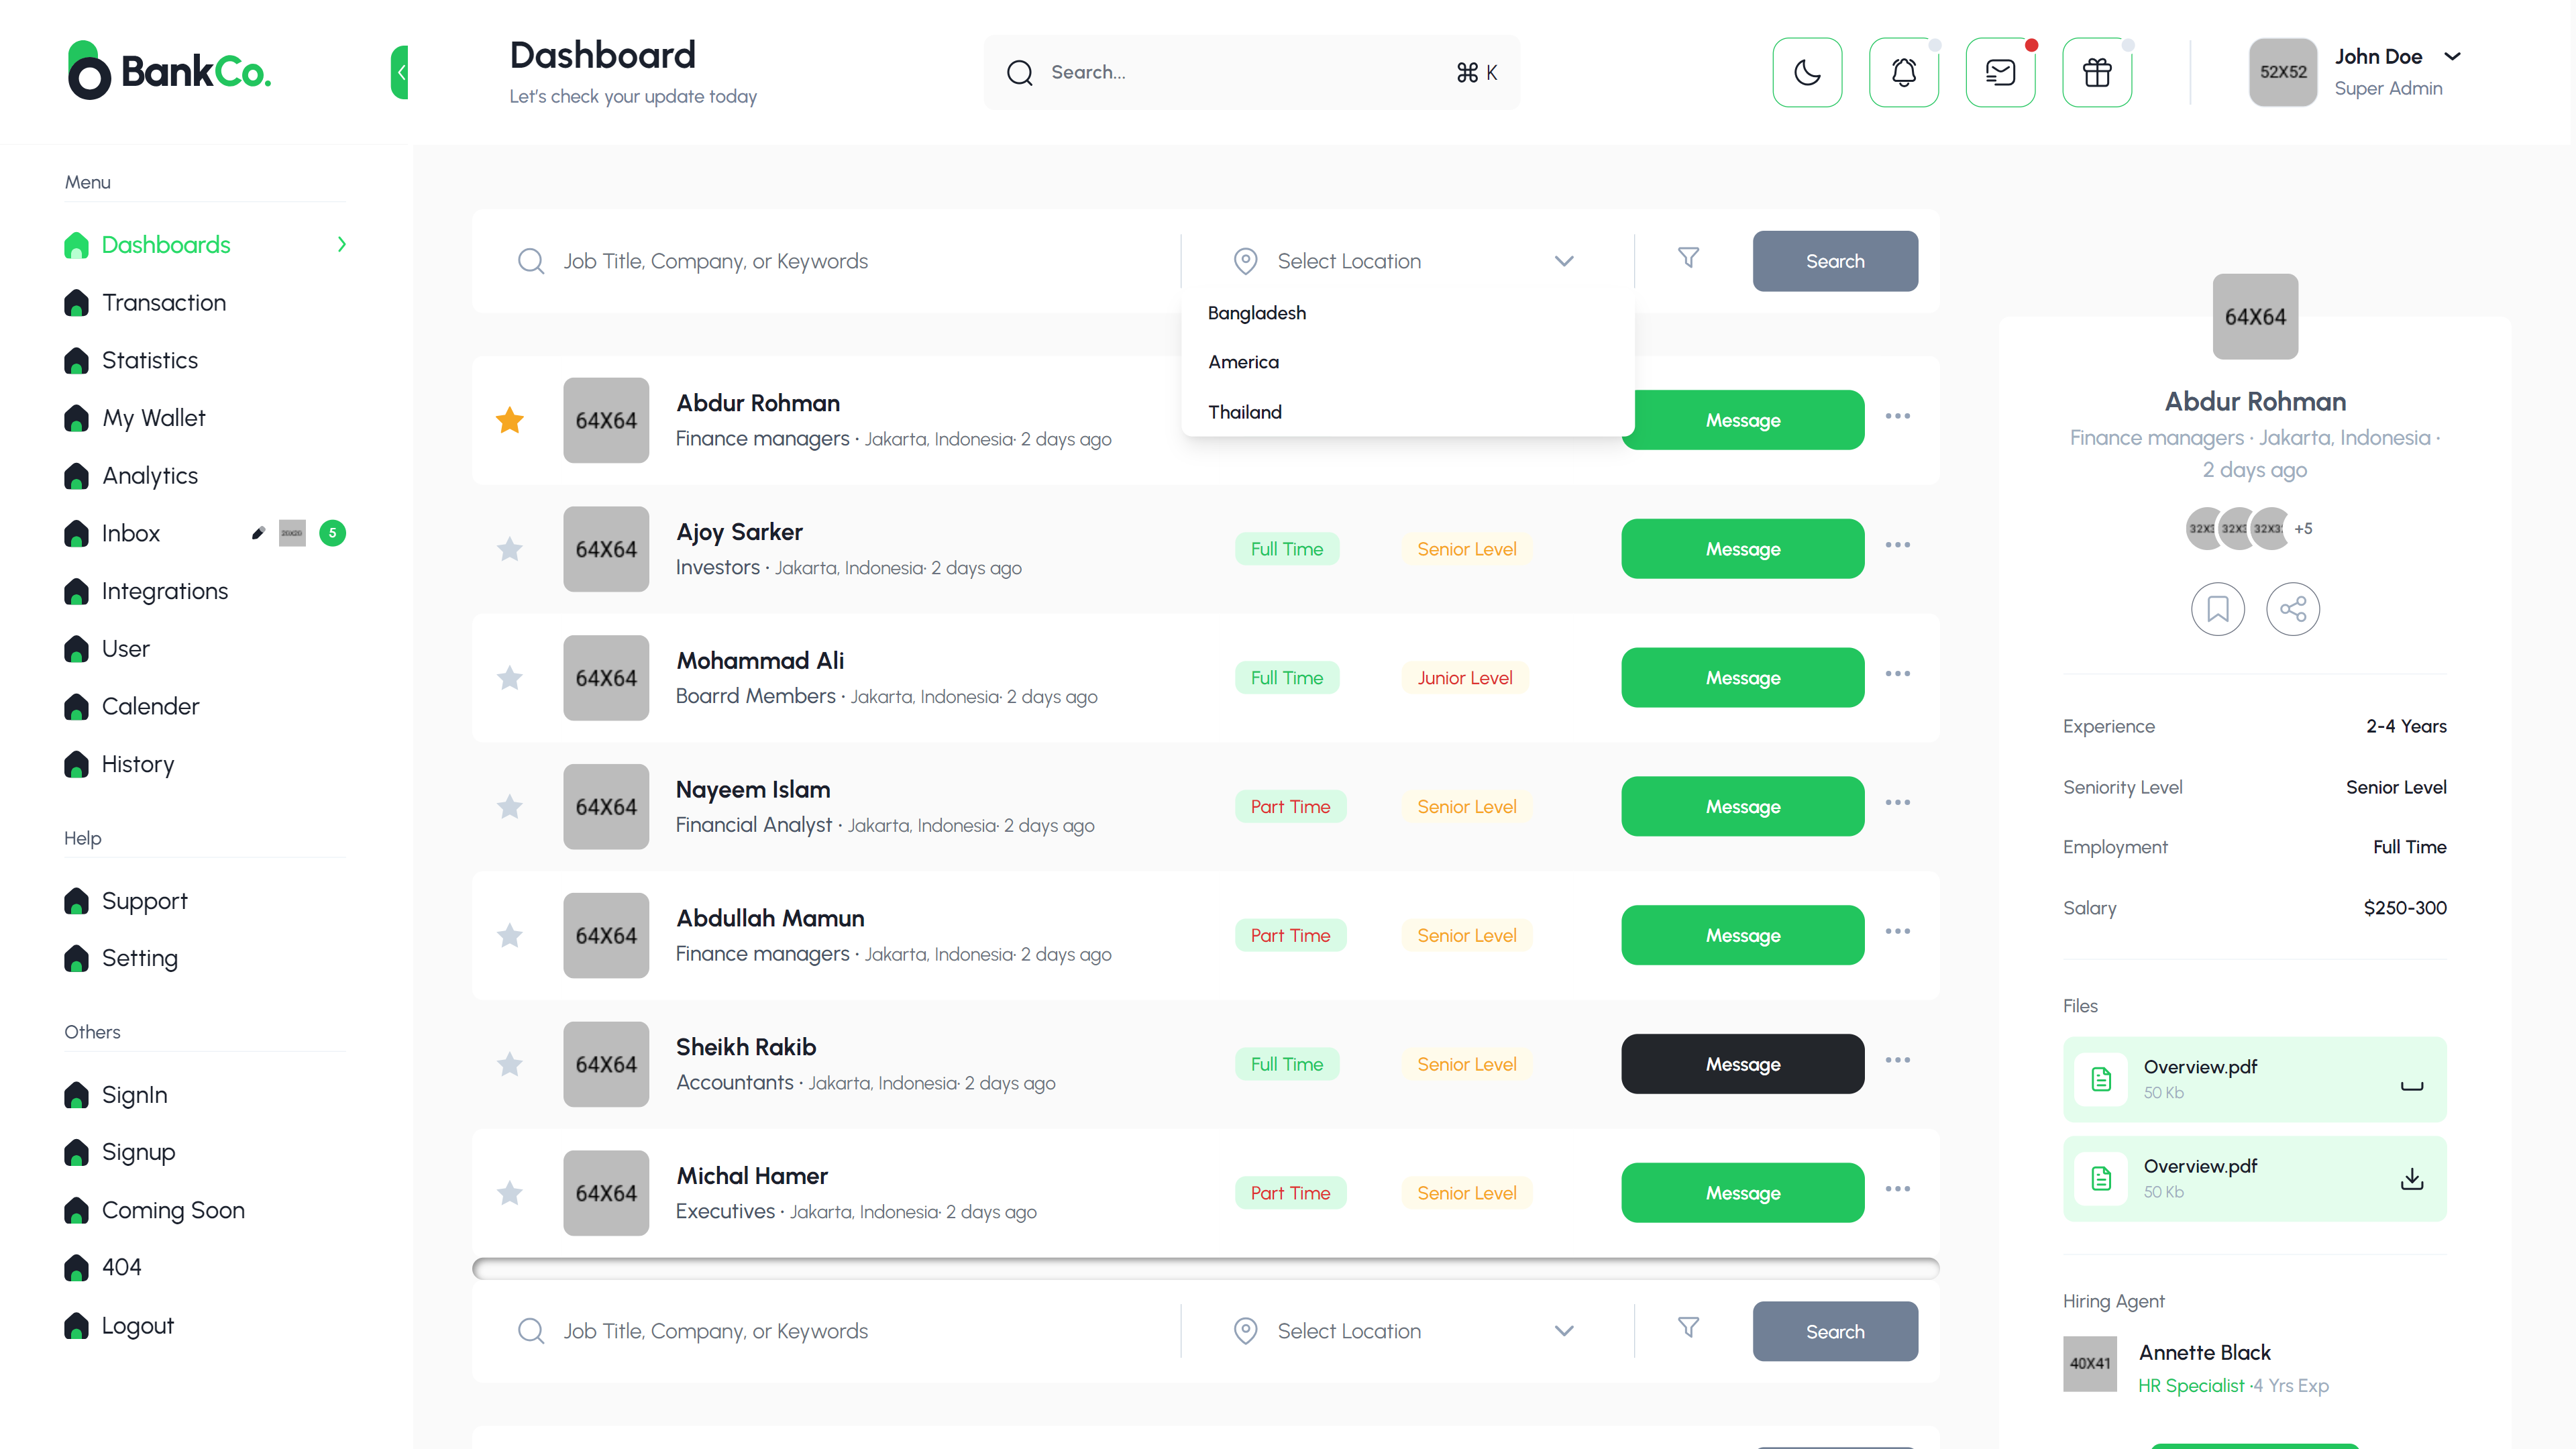 BankCo.
Dashboard
Let's check your update today
Search...
⌘ K
52X52
John Doe
Super Admin
Menu
Dashboards
Transaction
Statistics
My Wallet
Analytics
Inbox
5
Integrations
User
Calender
History
Help
Support
Setting
Others
SignIn
Signup
Coming Soon
404
Logout
Job Title, Company, or Keywords
Select Location
Search
Bangladesh
America
Thailand
64X64
Abdur Rohman
Finance managers · Jakarta, Indonesia· 2 days ago
Message
64X64
Ajoy Sarker
Investors · Jakarta, Indonesia· 2 days ago
Full Time
Senior Level
Message
64X64
Mohammad Ali
Boarrd Members · Jakarta, Indonesia· 2 days ago
Full Time
Junior Level
Message
64X64
Nayeem Islam
Financial Analyst · Jakarta, Indonesia· 2 days ago
Part Time
Senior Level
Message
64X64
Abdullah Mamun
Finance managers · Jakarta, Indonesia· 2 days ago
Part Time
Senior Level
Message
64X64
Sheikh Rakib
Accountants · Jakarta, Indonesia· 2 days ago
Full Time
Senior Level
Message
64X64
Michal Hamer
Executives · Jakarta, Indonesia· 2 days ago
Part Time
Senior Level
Message
Job Title, Company, or Keywords
Select Location
Search
64X64
Abdur Rohman
Finance managers · Jakarta, Indonesia ·
2 days ago
+5
Experience
2-4 Years
Seniority Level
Senior Level
Employment
Full Time
Salary
$250-300
Files
Overview.pdf
50 Kb
Overview.pdf
50 Kb
Hiring Agent
40X41
Annette Black
HR Specialist ·4 Yrs Exp